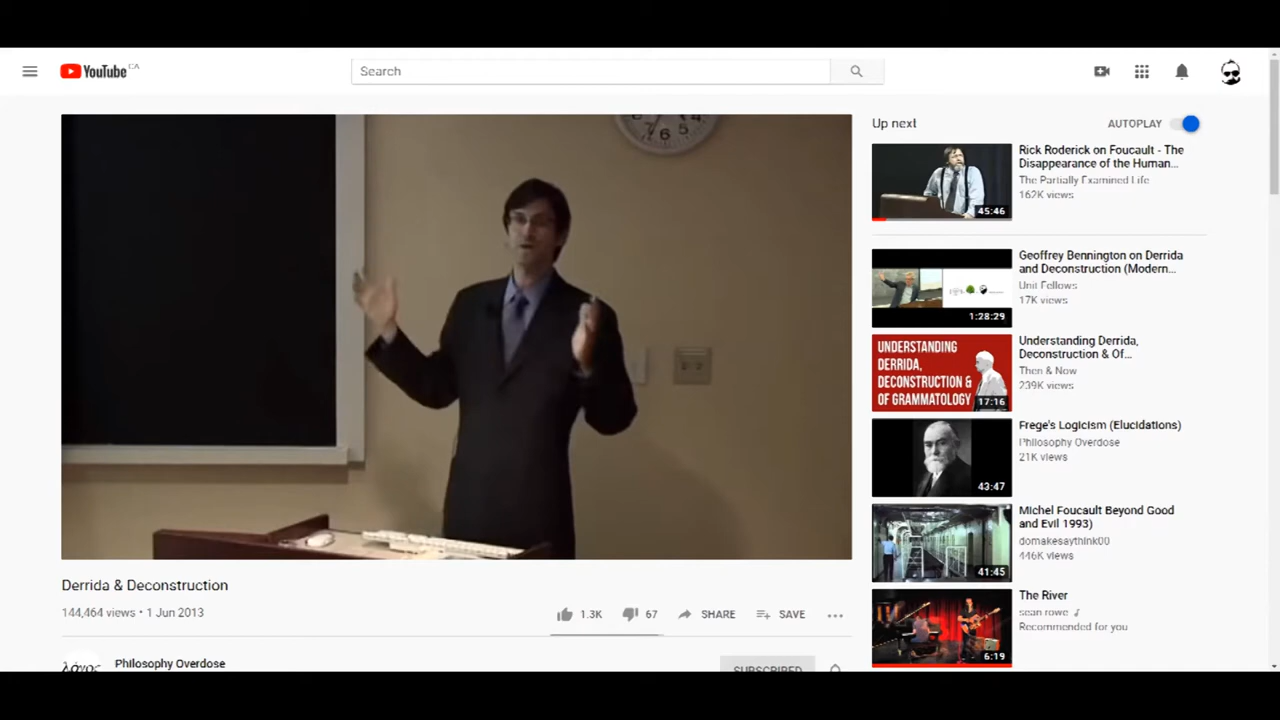 YouTube CA
Search
Up next
AUTOPLAY
Rick Roderick on Foucault - The
Disappearance of the Human...
The Partially Examined Life
162K views
45:46
Geoffrey Bennington on Derrida
and Deconstruction (Modern...
Unit Fellows
17K views
1:28:29
UNDERSTANDING
DERRIDA,
DECONSTRUCTION &
OF GRAMMATOLOGY
17:16
Understanding Derrida,
Deconstruction & Of...
Then & Now
239K views
Frege's Logicism (Elucidations)
Philosophy Overdose
21K views
43:47
Michel Foucault Beyond Good
and Evil 1993)
domakesaythink00
446K views
41:45
The River
sean rowe
Recommended for you
6:19
Derrida & Deconstruction
144,464 views • 1 Jun 2013
1.3K
67
SHARE
SAVE
λόγος
Philosophy Overdose
SUBSCRIBED